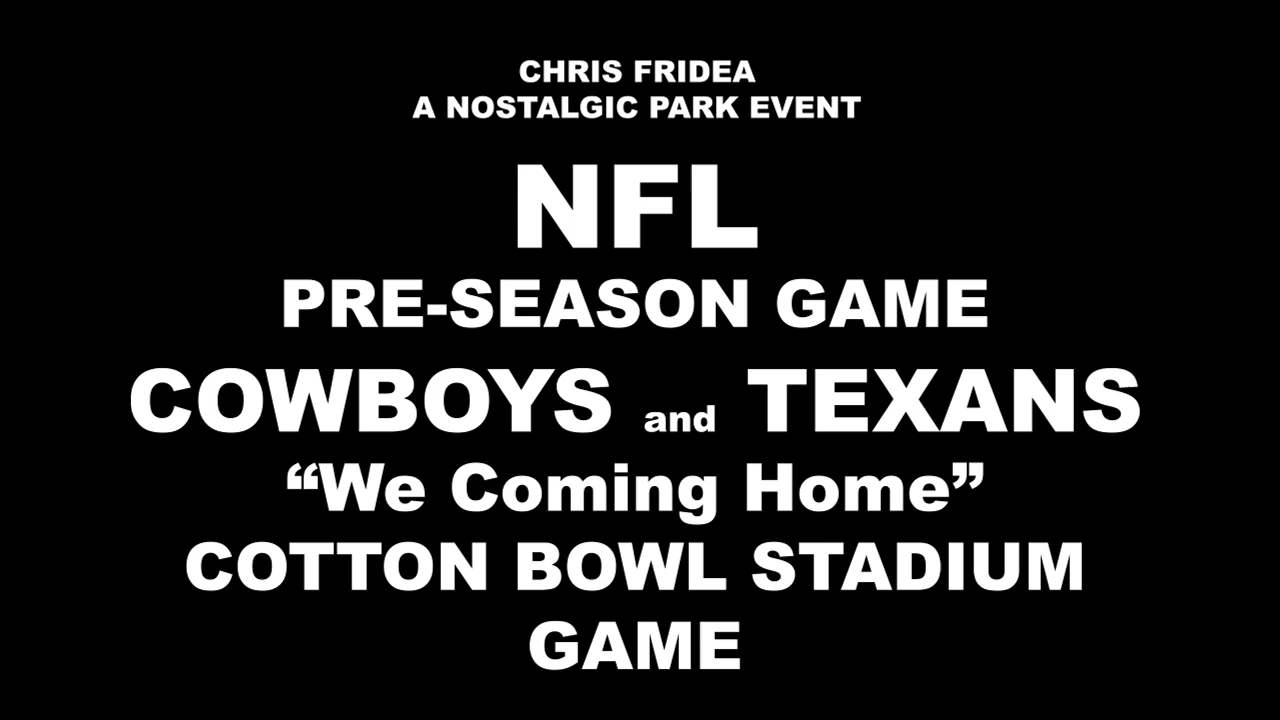 CHRIS FRIDEA
A NOSTALGIC PARK EVENT
NFL
PRE-SEASON GAME
COWBOYS and TEXANS
“We Coming Home”
COTTON BOWL STADIUM
GAME